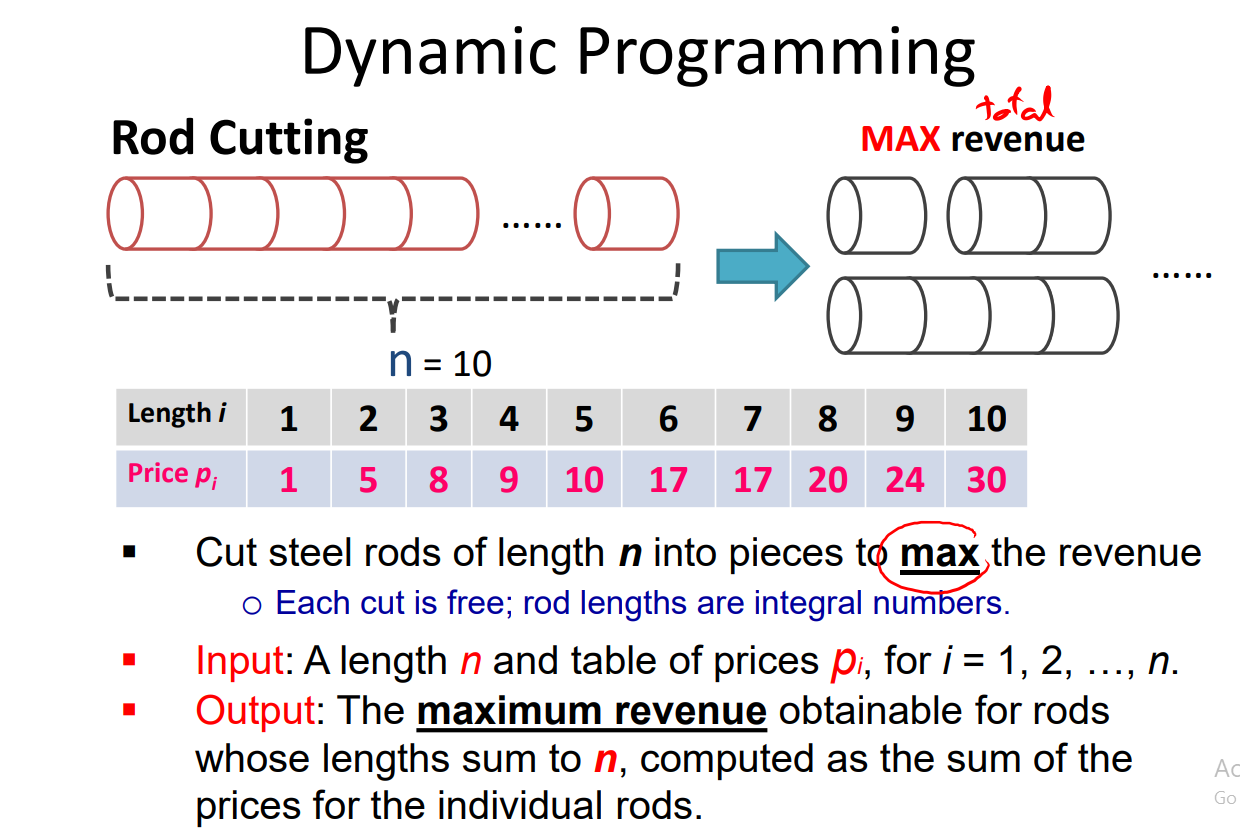 Dynamic Programming
total
Rod Cutting
MAX revenue
......
......
n = 10
Length i 1 2 3 4 5 6 7 8 9 10
Price pi 1 5 8 9 10 17 17 20 24 30
▪ Cut steel rods of length n into pieces to max the revenue
○ Each cut is free; rod lengths are integral numbers.
▪ Input: A length n and table of prices pi, for i = 1, 2, …, n.
▪ Output: The maximum revenue obtainable for rods
whose lengths sum to n, computed as the sum of the
prices for the individual rods.
Ac
Go